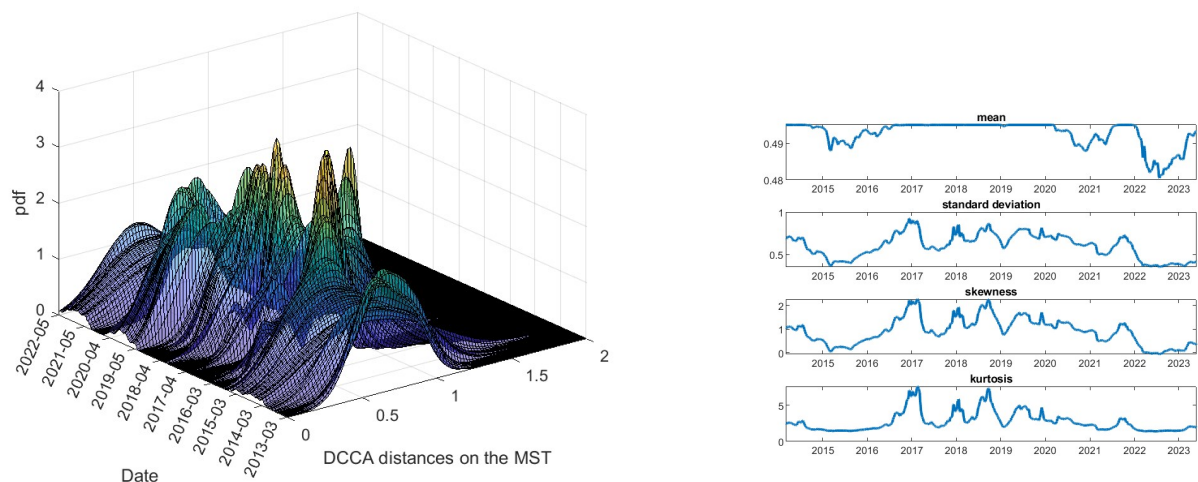 4
3
2
1
0
pdf
2022-05
2021-05
2020-04
2019-05
2018-04
2017-04
2016-03
2015-03
2014-03
2013-03
Date
0
0.5
1
1.5
2
DCCA distances on the MST
mean
0.49
0.48
2015 2016 2017 2018 2019 2020 2021 2022 2023
standard deviation
1
0.5
2015 2016 2017 2018 2019 2020 2021 2022 2023
skewness
2
1
0
2015 2016 2017 2018 2019 2020 2021 2022 2023
kurtosis
5
0
2015 2016 2017 2018 2019 2020 2021 2022 2023